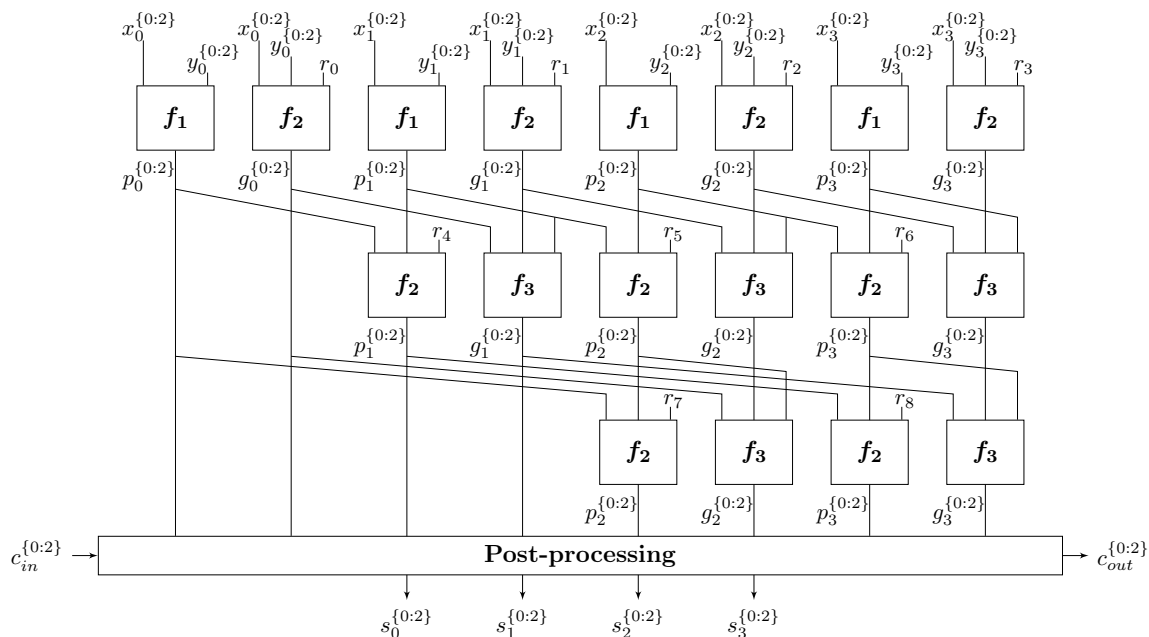 x_0^{0:2} x_0^{0:2} x_1^{0:2} x_1^{0:2} x_2^{0:2} x_2^{0:2} x_3^{0:2} x_3^{0:2}
y_0^{0:2} y_1^{0:2} y_2^{0:2} y_3^{0:2}
y_0^{0:2} r_0 y_1^{0:2} r_1 y_2^{0:2} r_2 y_3^{0:2} r_3
f_1 f_2 f_1 f_2 f_1 f_2 f_1 f_2
p_0^{0:2} g_0^{0:2} p_1^{0:2} g_1^{0:2} p_2^{0:2} g_2^{0:2} p_3^{0:2} g_3^{0:2}
r_4 r_5 r_6
f_2 f_3 f_2 f_3 f_2 f_3
p_1^{0:2} g_1^{0:2} p_2^{0:2} g_2^{0:2} p_3^{0:2} g_3^{0:2}
r_7 r_8
f_2 f_3 f_2 f_3
p_2^{0:2} g_2^{0:2} p_3^{0:2} g_3^{0:2}
c_{in}^{0:2} Post-processing c_{out}^{0:2}
s_0^{0:2} s_1^{0:2} s_2^{0:2} s_3^{0:2}